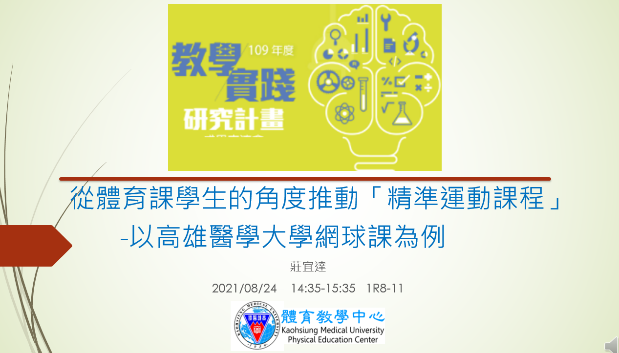 109 年度
教學
實踐
研究計畫
從體育課學生的角度推動「精準運動課程」
-以高雄醫學大學網球課為例
莊宜達
2021/08/24 14:35-15:35 1R8-11
體育教學中心
Kaohsiung Medical University
Physical Education Center